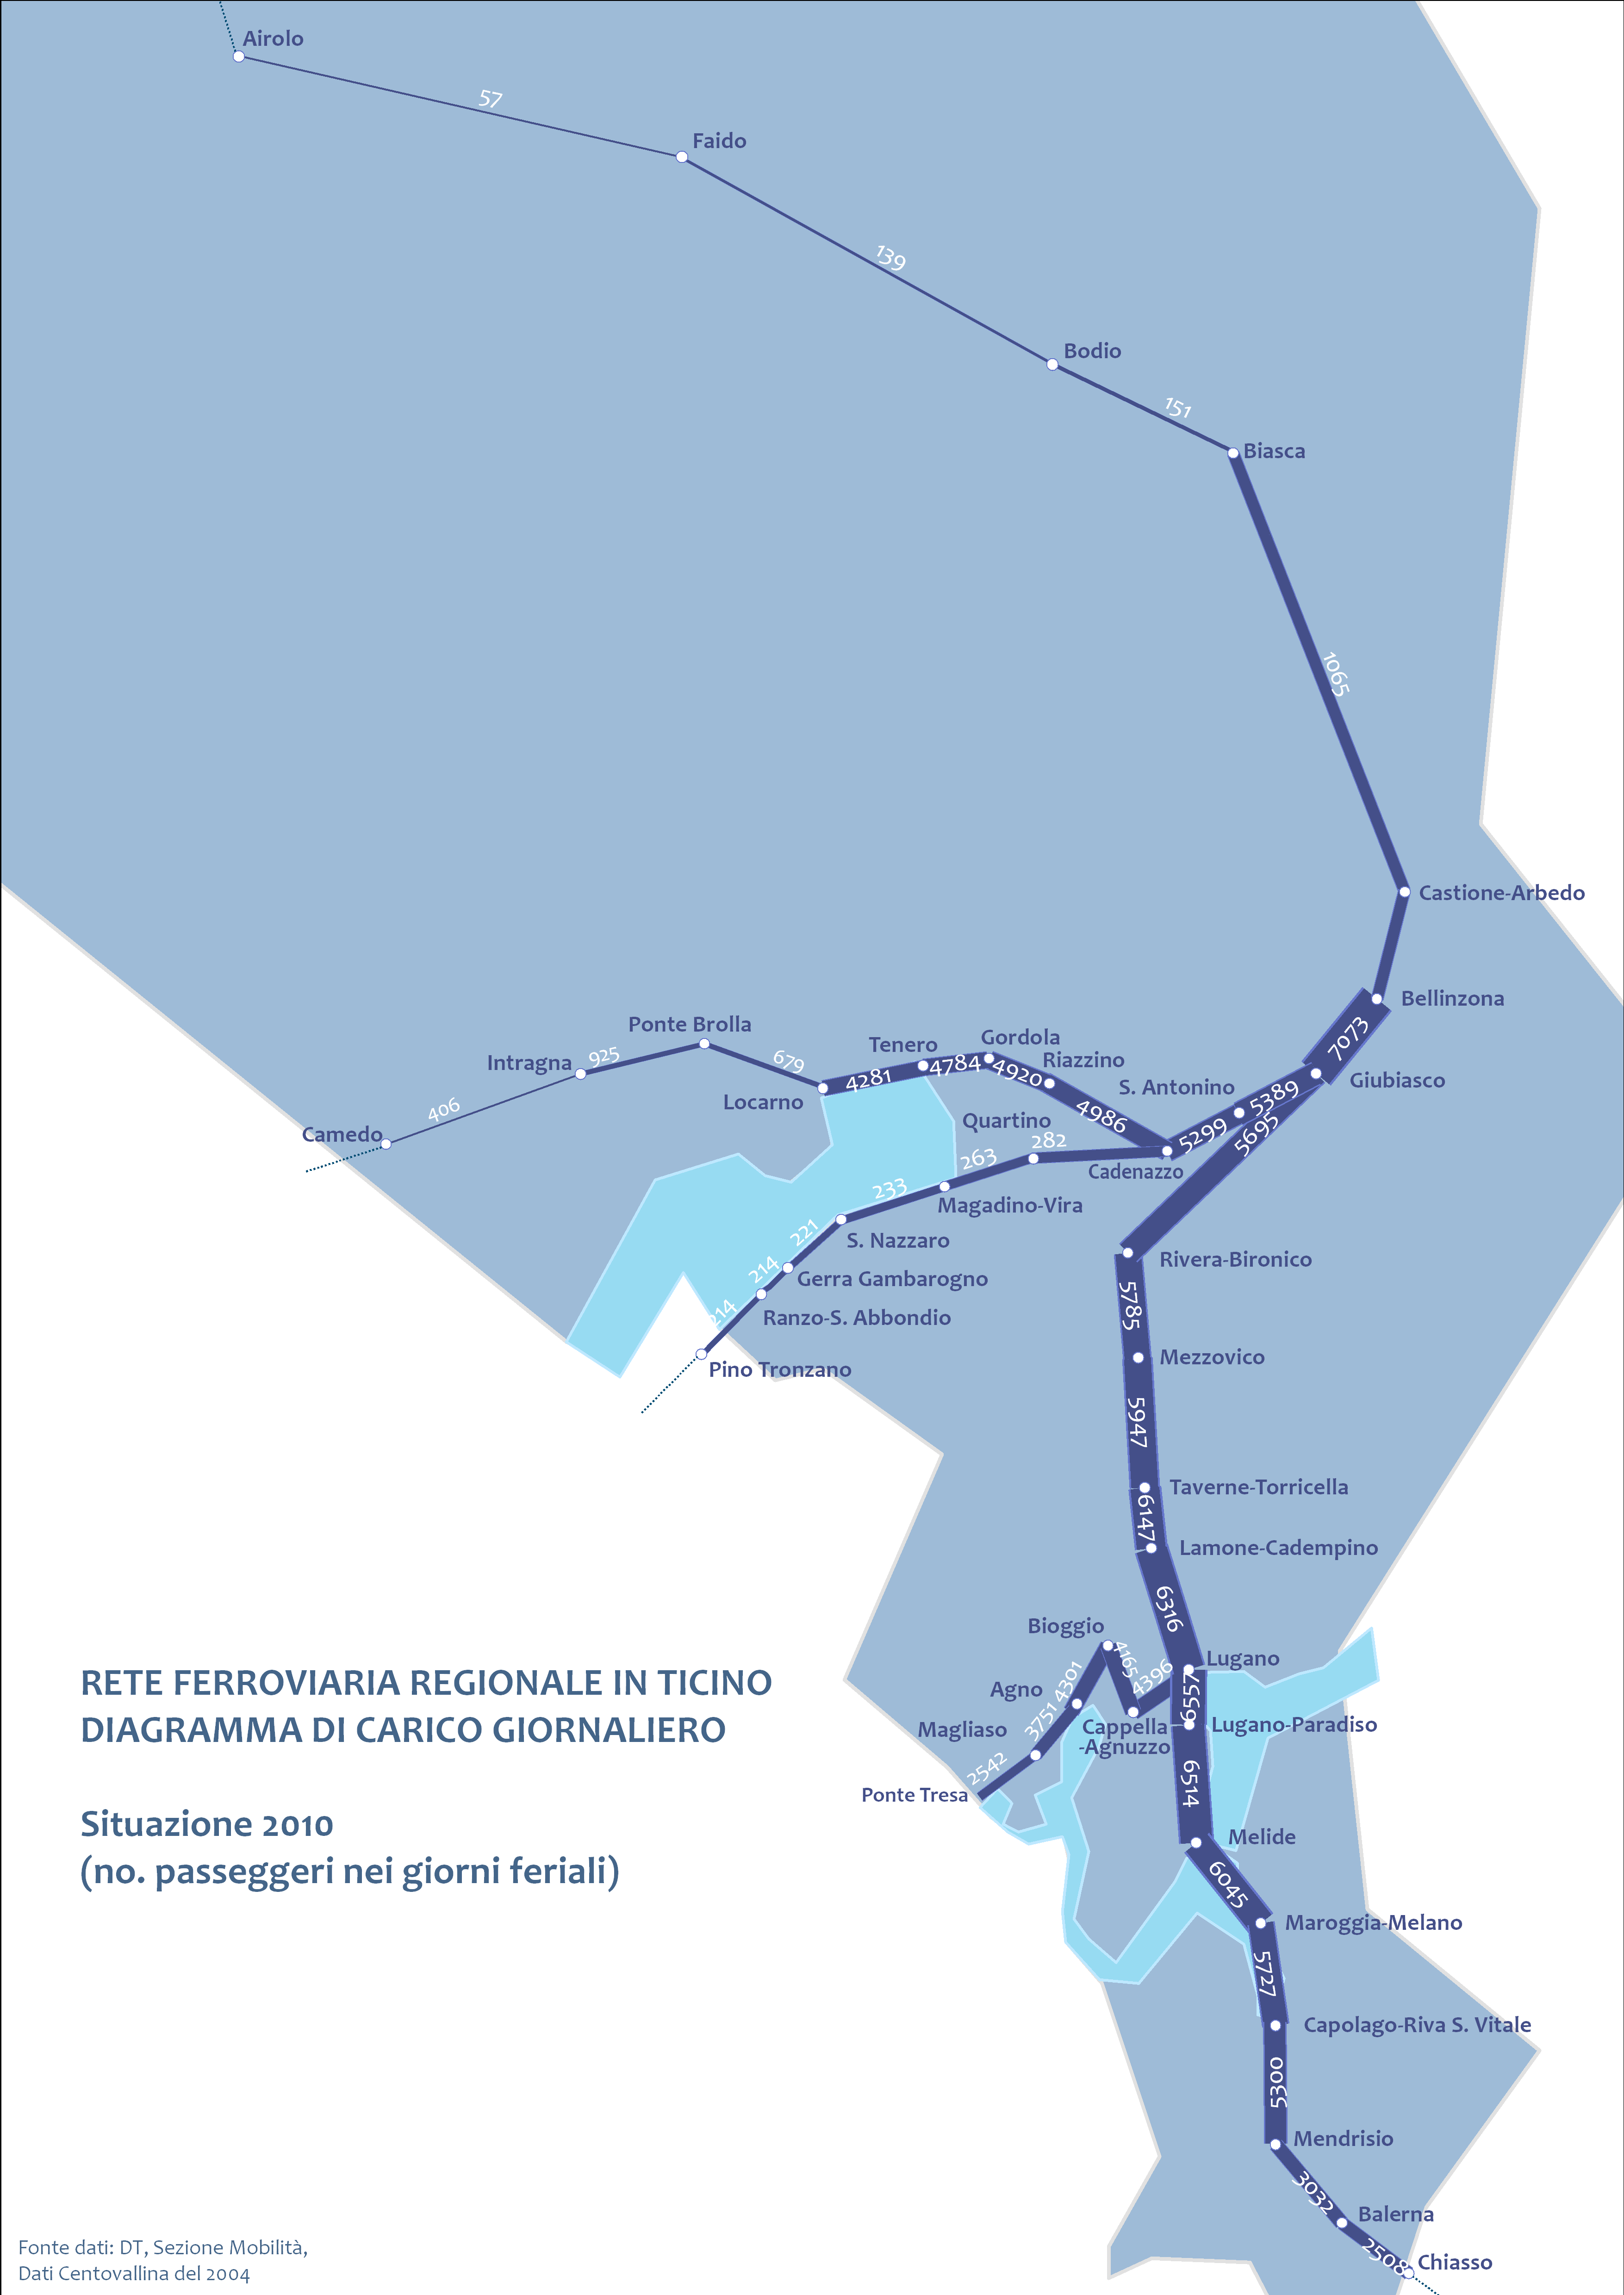 Airolo
57
Faido
139
Bodio
151
Biasca
1065
Castione-Arbedo
Bellinzona
7073
Giubiasco
Ponte Brolla
Intragna
925
679
Camedo
406
Locarno
4281
Tenero
4784
Gordola
4920
Riazzino
4986
S. Antonino
5389
5299
5695
Quartino
282
Cadenazzo
263
233
Magadino-Vira
221
S. Nazzaro
214
Gerra Gambarogno
214
Ranzo-S. Abbondio
Pino Tronzano
Rivera-Bironico
5785
Mezzovico
5947
Taverne-Torricella
6147
Lamone-Cadempino
6316
Bioggio
4165
4396
Lugano
Agno
4301
6557
Magliaso
3751
Cappella
-Agnuzzo
Lugano-Paradiso
2542
Ponte Tresa
6514
Melide
6045
Maroggia-Melano
5727
Capolago-Riva S. Vitale
5300
Mendrisio
3032
Balerna
2508
Chiasso
RETE FERROVIARIA REGIONALE IN TICINO
DIAGRAMMA DI CARICO GIORNALIERO
Situazione 2010
(no. passeggeri nei giorni feriali)
Fonte dati: DT, Sezione Mobilità,
Dati Centovallina del 2004